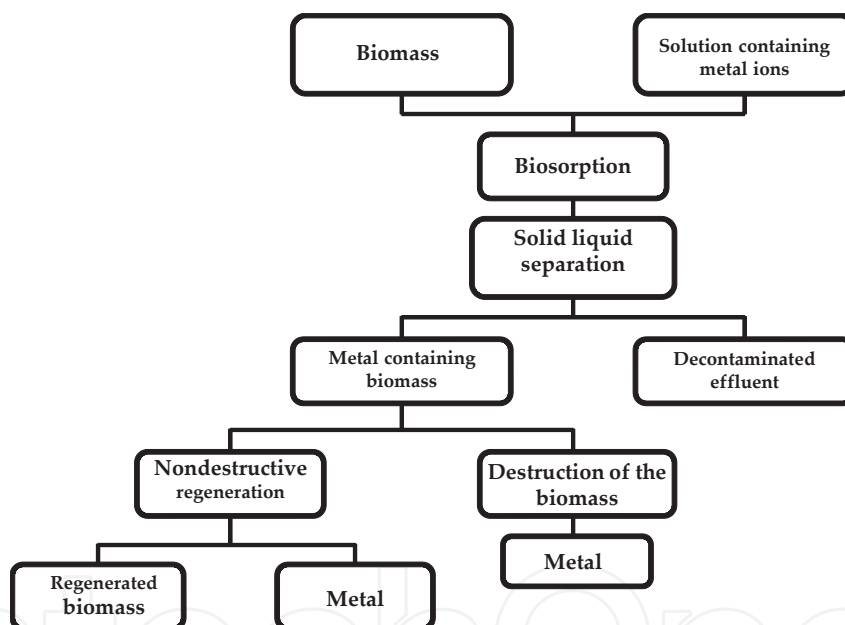 Biomass
Solution containing
metal ions
Biosorption
Solid liquid
separation
Metal containing
biomass
Decontaminated
effluent
Nondestructive
regeneration
Destruction of the
biomass
Regenerated
biomass
Metal
Metal